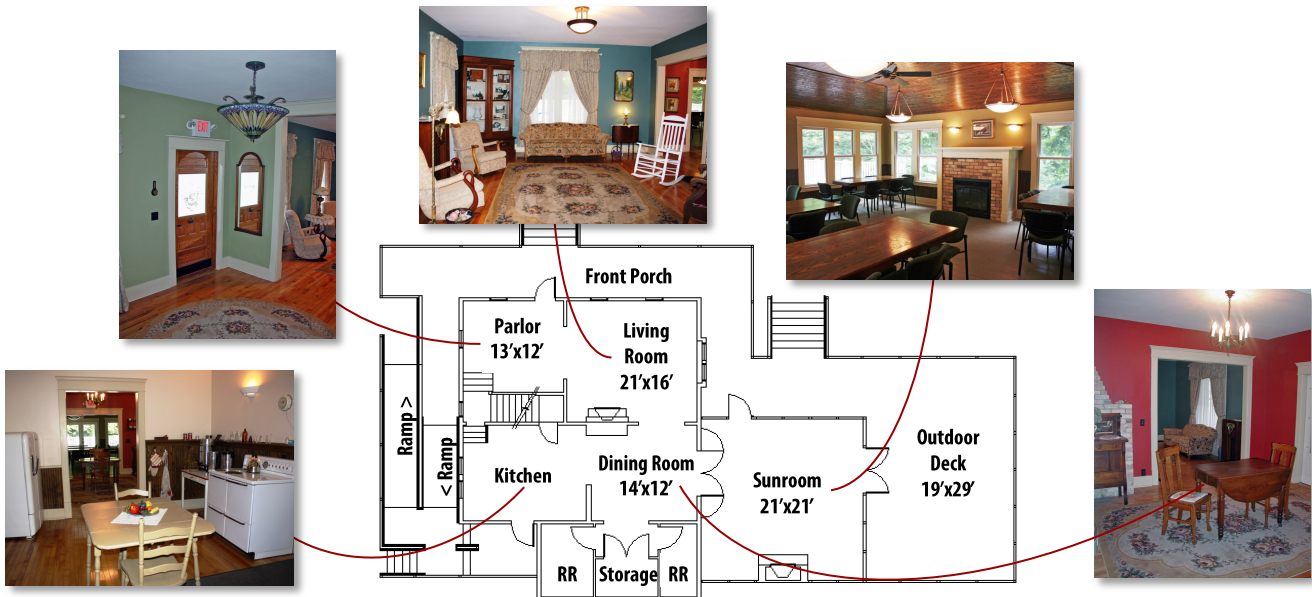 EXIT
Front Porch
Parlor
13’x12’
Living
Room
21’x16’
Ramp >
< Ramp
Kitchen
Dining Room
14’x12’
Sunroom
21’x21’
Outdoor
Deck
19’x29’
RR
Storage
RR